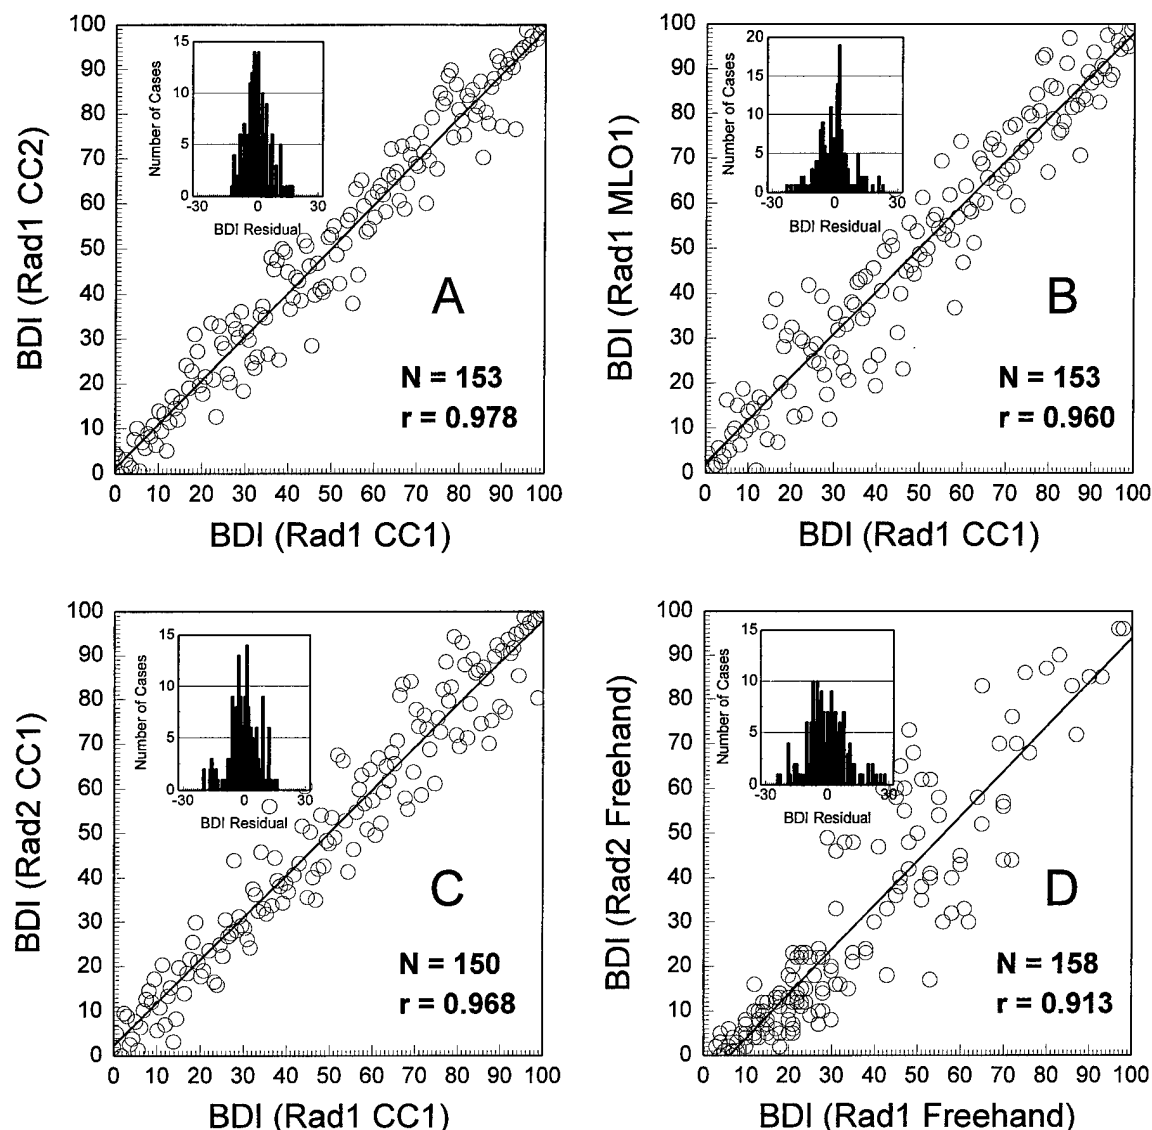 100
90
80
70
60
50
40
30
20
10
0
BDI (Rad1 CC2)
15
10
5
0
Number of Cases
-30
0
30
BDI Residual
A
N = 153
r = 0.978
0 10 20 30 40 50 60 70 80 90 100
BDI (Rad1 CC1)
100
90
80
70
60
50
40
30
20
10
0
BDI (Rad1 MLO1)
20
15
10
5
0
Number of Cases
-30
0
30
BDI Residual
B
N = 153
r = 0.960
0 10 20 30 40 50 60 70 80 90 100
BDI (Rad1 CC1)
100
90
80
70
60
50
40
30
20
10
0
BDI (Rad2 CC1)
15
10
5
0
Number of Cases
-30
0
30
BDI Residual
C
N = 150
r = 0.968
0 10 20 30 40 50 60 70 80 90 100
BDI (Rad1 CC1)
100
90
80
70
60
50
40
30
20
10
0
BDI (Rad2 Freehand)
15
10
5
0
Number of Cases
-30
0
30
BDI Residual
D
N = 158
r = 0.913
0 10 20 30 40 50 60 70 80 90 100
BDI (Rad1 Freehand)